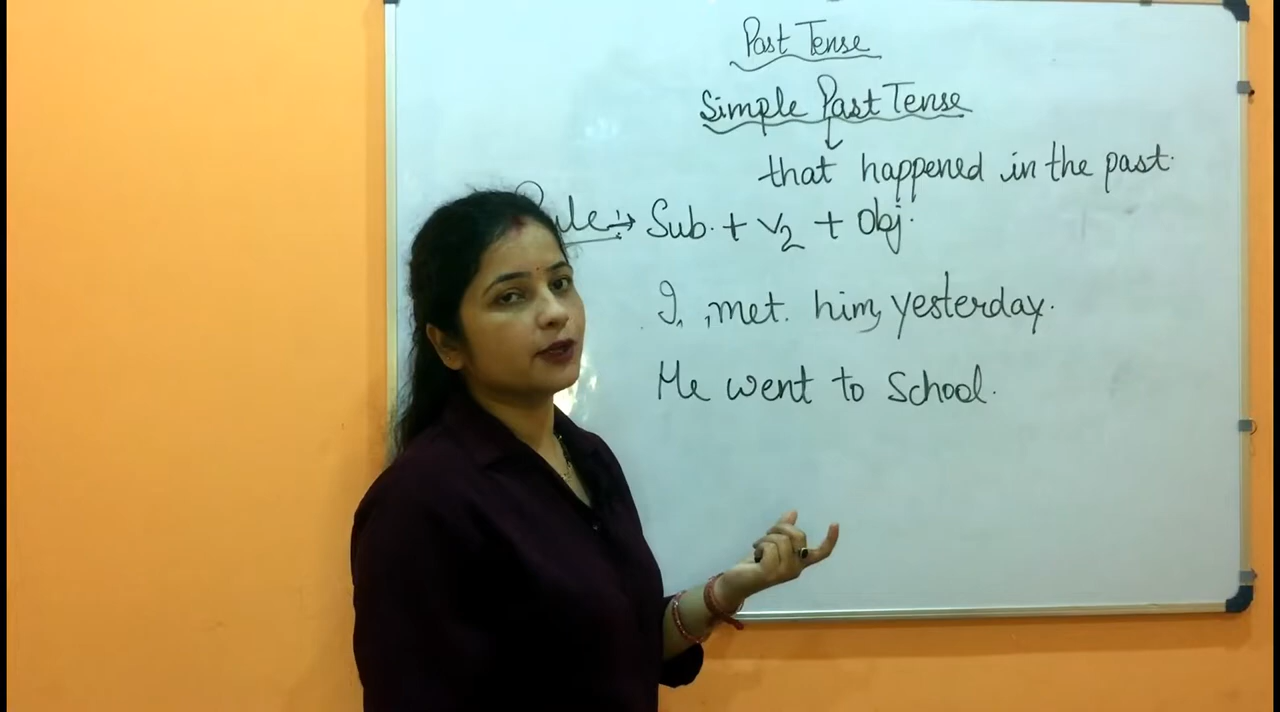 Past Tense
Simple Past Tense
that happened in the past.
Rule:→ Sub. + V2 + Obj.
I met. him, yesterday.
He went to School.